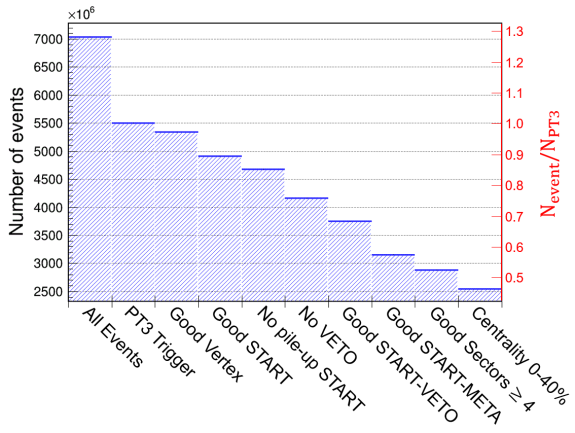 ×10⁶
Number of events
7000
6500
6000
5500
5000
4500
4000
3500
3000
2500
1.3
1.2
1.1
1.0
0.9
0.8
0.7
0.6
0.5
N_event/N_PT3
All Events
PT3 Trigger
Good Vertex
Good START
No pile-up START
No VETO
Good START-VETO
Good START-META
Good Sectors ≥ 4
Centrality 0-40%